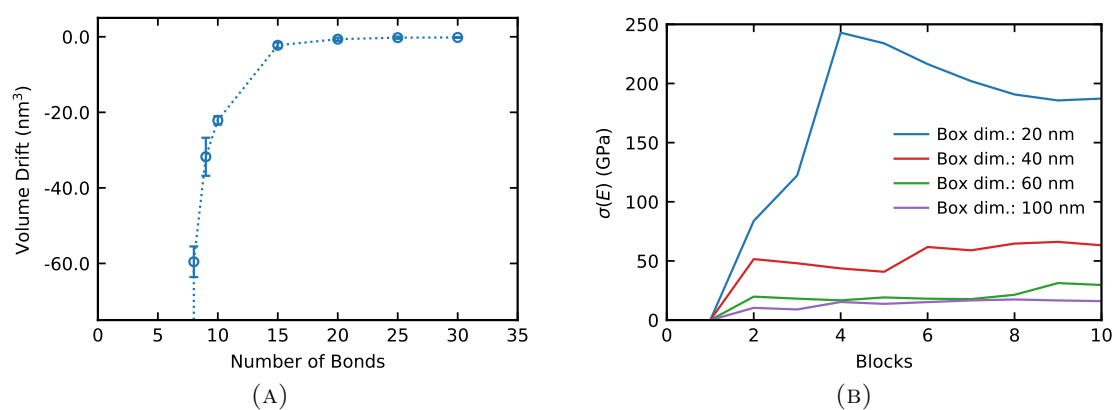 0.0
-20.0
-40.0
-60.0
Volume Drift (nm³)
0 5 10 15 20 25 30 35
Number of Bonds
(A)
250
200
150
100
50
0
σ(E) (GPa)
Box dim.: 20 nm
Box dim.: 40 nm
Box dim.: 60 nm
Box dim.: 100 nm
0 2 4 6 8 10
Blocks
(B)